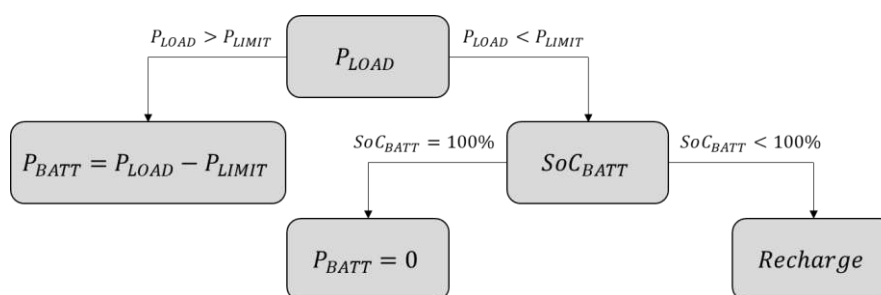 P_LOAD > P_LIMIT
P_LOAD
P_LOAD < P_LIMIT
P_BATT = P_LOAD − P_LIMIT
SoC_BATT = 100%
SoC_BATT
SoC_BATT < 100%
P_BATT = 0
Recharge